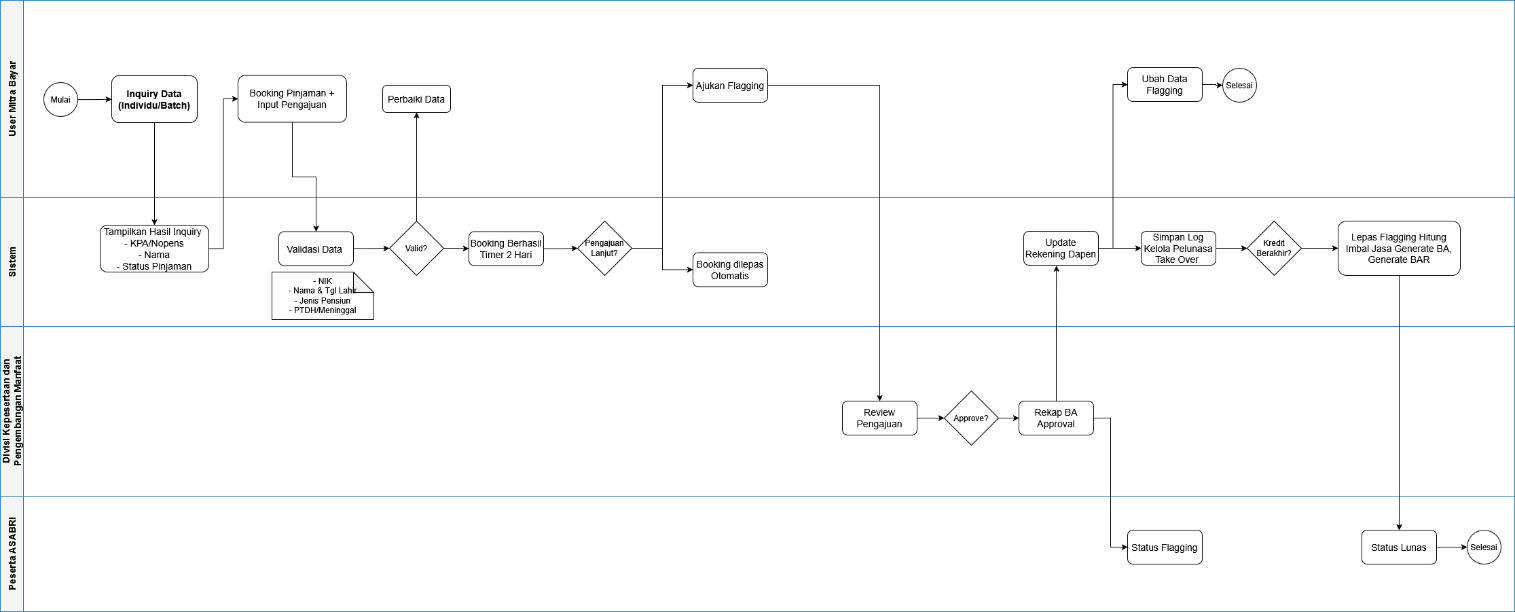 User Mitra Bayar
Mulai
Inquiry Data
(Individu/Batch)
Booking Pinjaman +
Input Pengajuan
Perbaiki Data
Ajukan Flagging
Ubah Data
Flagging
Selesai
Sistem
Tampilkan Hasil Inquiry
- KPA/Nopens
- Nama
- Status Pinjaman
Validasi Data
- NIK
- Nama & Tgl Lahir
- Jenis Pensiun
- PTDH/Meninggal
Valid?
Booking Berhasil
Timer 2 Hari
Pengajuan
Lanjut?
Booking dilepas
Otomatis
Update
Rekening Dapen
Simpan Log
Kelola Pelunasa
Take Over
Kredit
Berakhir?
Lepas Flagging Hitung
Imbal Jasa Generate BA,
Generate BAR
Divisi Kepesertaan dan
Pengembangan Manfaat
Review
Pengajuan
Approve?
Rekap BA
Approval
Peserta ASABRI
Status Flagging
Status Lunas
Selesai